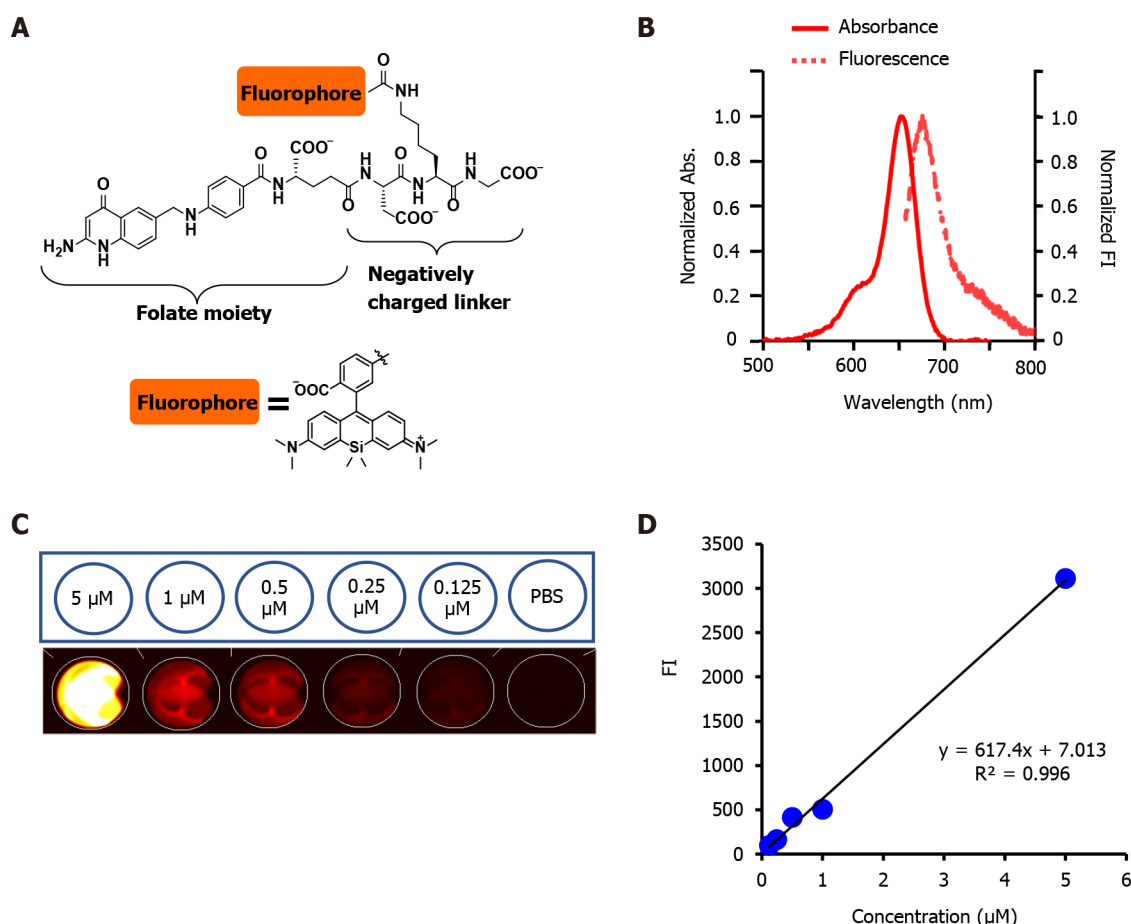 A
Fluorophore
O
NH
COO⁻
O
O
N
H
O
H
N
O
H
N
COO⁻
O
N
H
O
COO⁻
O
N
H
H₂N
N
H
Folate moiety
Negatively
charged linker
Fluorophore
=
⁻OOC
N
Si
N
+
B
Absorbance
Fluorescence
Normalized Abs.
1.0
0.8
0.6
0.4
0.2
0
Normalized FI
1.0
0.8
0.6
0.4
0.2
0
500
600
700
800
Wavelength (nm)
C
5 µM
1 µM
0.5
µM
0.25
µM
0.125
µM
PBS
D
FI
3500
3000
2500
2000
1500
1000
500
0
y = 617.4x + 7.013
R² = 0.996
0
1
2
3
4
5
6
Concentration (µM)